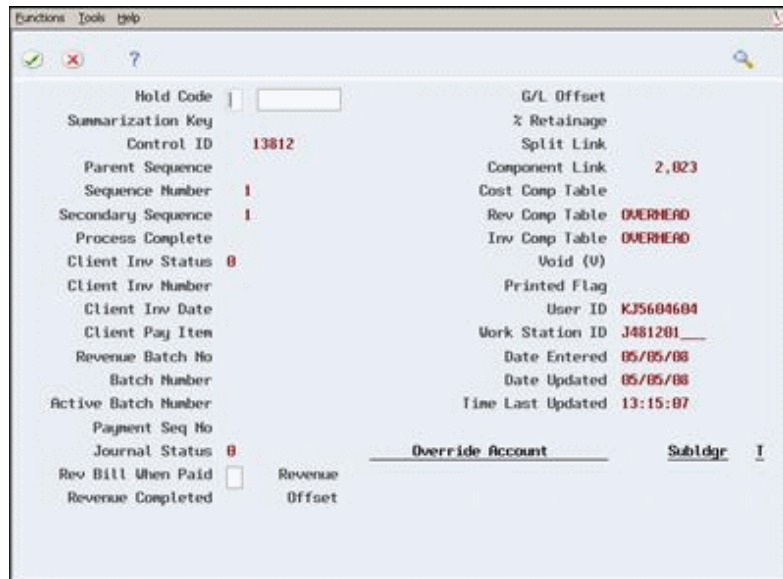 Functions Tools Help
?
Hold Code G/L Offset
Summarization Key % Retainage
Control ID 13812 Split Link
Parent Sequence Component Link 2,023
Sequence Number 1 Cost Comp Table
Secondary Sequence 1 Rev Comp Table OVERHEAD
Process Complete Inv Comp Table OVERHEAD
Client Inv Status 0 Void (V)
Client Inv Number Printed Flag
Client Inv Date User ID KJ5604604
Client Pay Item Work Station ID J481201___
Revenue Batch No Date Entered 05/05/08
Batch Number Date Updated 05/05/08
Active Batch Number Time Last Updated 13:15:07
Payment Seq No
Journal Status 0 Override Account Subldgr T
Rev Bill When Paid Revenue
Revenue Completed Offset